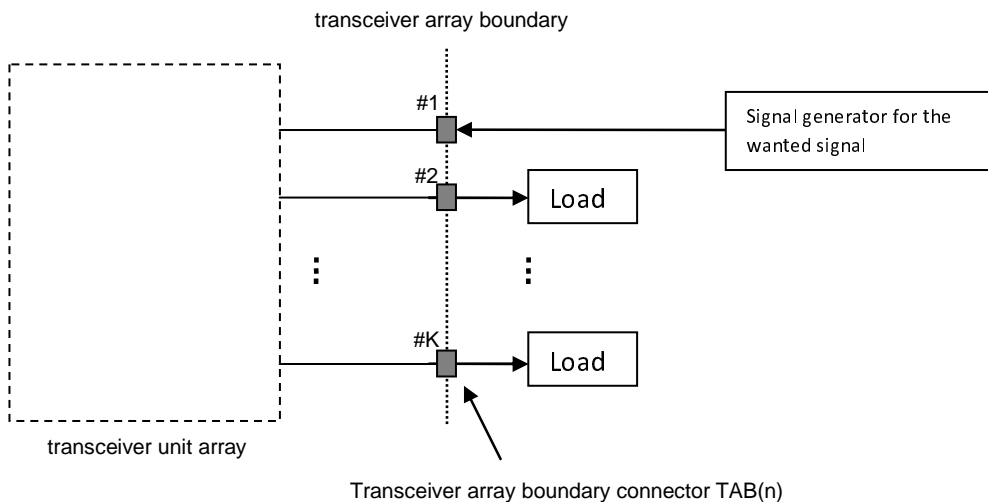 transceiver array boundary
#1
Signal generator for the
wanted signal
#2
Load
#K
Load
transceiver unit array
Transceiver array boundary connector TAB(n)